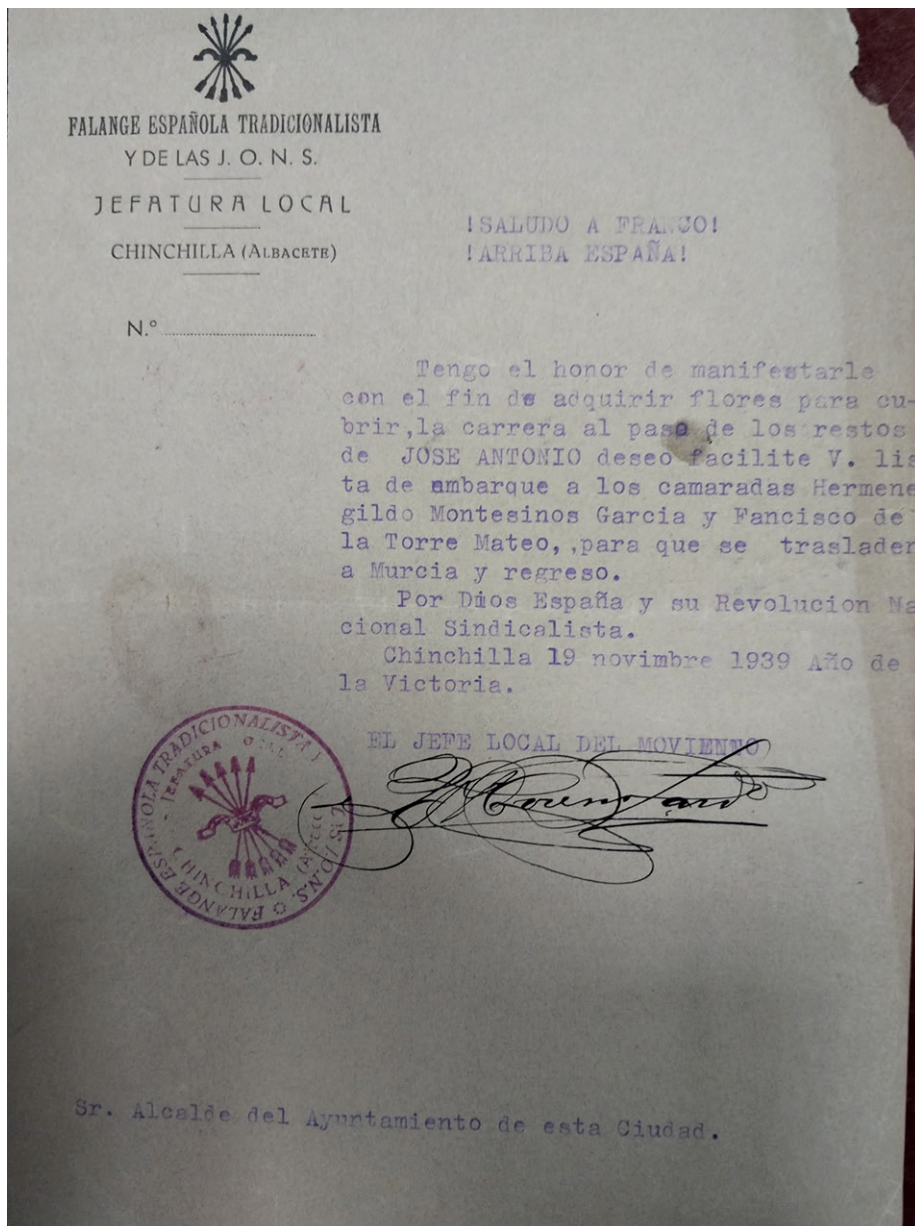 FALANGE ESPAÑOLA TRADICIONALISTA
Y DE LAS J. O. N. S.
JEFATURA LOCAL
CHINCHILLA (ALBACETE)
N.º
!SALUDO A FRANCO!
!ARRIBA ESPAÑA!
Tengo el honor de manifestarle
con el fin de adquirir flores para cu-
brir,la carrera al paso de los restos
de JOSE ANTONIO deseo facilite V. lis
ta de embarque a los camaradas Hermene
gildo Montesinos Garcia y Fancisco de
la Torre Mateo,,para que se trasladen
a Murcia y regreso.
Por Dios España y su Revolucion Na
cional Sindicalista.
Chinchilla 19 novimbre 1939 Año de
la Victoria.
EL JEFE LOCAL DEL MOVIENTO
FALANGE ESPAÑOLA TRADICIONALISTA Y DE LAS J.O.N.S.
JEFATURA
CHINCHILLA
Sr. Alcalde del Ayuntamiento de esta Ciudad.